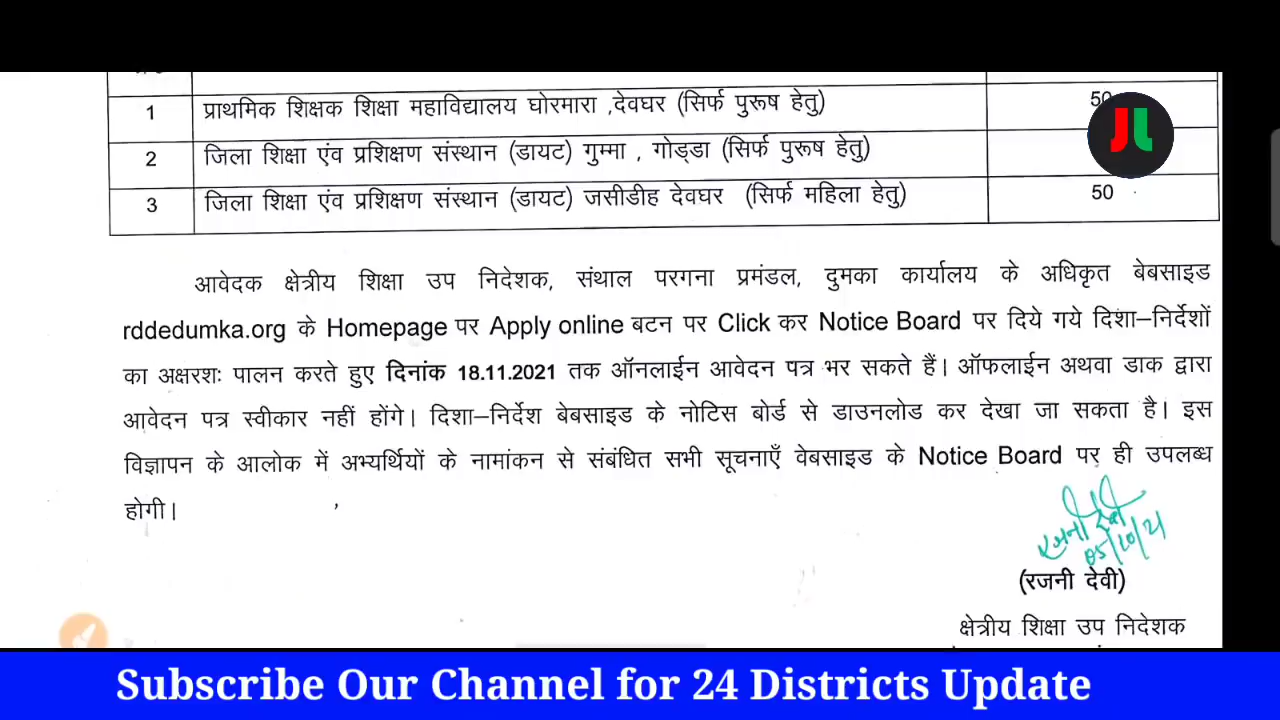 1 प्राथमिक शिक्षक शिक्षा महाविद्यालय घोरमारा ,देवघर (सिर्फ पुरूष हेतु) 50
2 जिला शिक्षा एंव प्रशिक्षण संस्थान (डायट) गुम्मा , गोड्डा (सिर्फ पुरूष हेतु)
3 जिला शिक्षा एंव प्रशिक्षण संस्थान (डायट) जसीडीह देवघर (सिर्फ महिला हेतु) 50
आवेदक क्षेत्रीय शिक्षा उप निदेशक, संथाल परगना प्रमंडल, दुमका कार्यालय के अधिकृत बेबसाइड
rddedumka.org के Homepage पर Apply online बटन पर Click कर Notice Board पर दिये गये दिशा–निर्देशों
का अक्षरशः पालन करते हुए दिनांक 18.11.2021 तक ऑनलाईन आवेदन पत्र भर सकते हैं। ऑफलाईन अथवा डाक द्वारा
आवेदन पत्र स्वीकार नहीं होंगे। दिशा–निर्देश बेबसाइड के नोटिस बोर्ड से डाउनलोड कर देखा जा सकता है। इस
विज्ञापन के आलोक में अभ्यर्थियों के नामांकन से संबंधित सभी सूचनाएँ वेबसाइड के Notice Board पर ही उपलब्ध
होगी।
रजनी देवी
05/10/21
(रजनी देवी)
क्षेत्रीय शिक्षा उप निदेशक
Subscribe Our Channel for 24 Districts Update